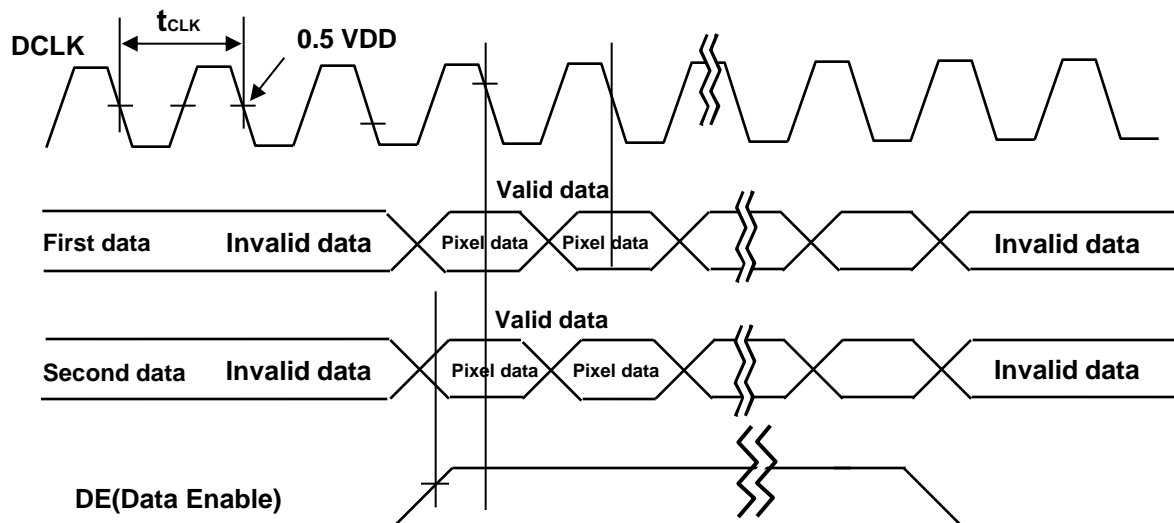 tCLK
DCLK
0.5 VDD
Valid data
First data
Invalid data
Pixel data
Pixel data
Invalid data
Valid data
Second data
Invalid data
Pixel data
Pixel data
Invalid data
DE(Data Enable)